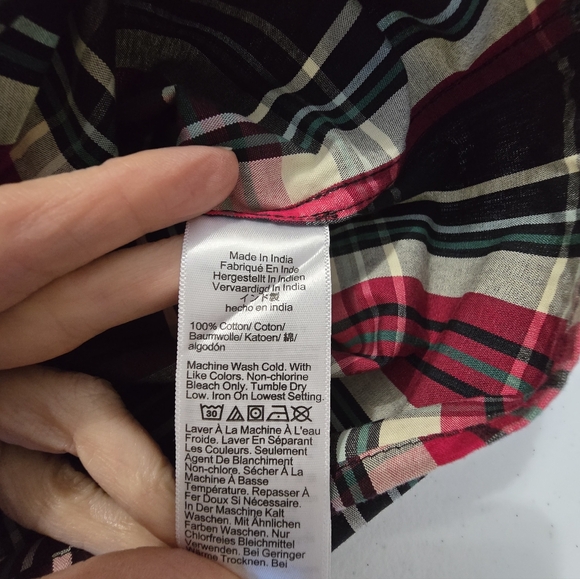 Made In India
Fabriqué En Inde
Hergestellt In Indien
Vervaardigd In India
インド製
hecho en india
100% Cotton/ Coton/
Baumwolle/ Katoen/ 綿/
algodón
Machine Wash Cold. With
Like Colors. Non-chlorine
Bleach Only. Tumble Dry
Low. Iron On Lowest Setting.
30
Laver À La Machine À L'eau
Froide. Laver En Séparant
Les Couleurs. Seulement
Agent De Blanchiment
Non-chlore. Sécher À La
Machine À Basse
Température. Repasser À
Fer Doux Si Nécessaire.
In Der Maschine Kalt
Waschen. Mit Ähnlichen
Farben Waschen. Nur
Chlorfreies Bleichmittel
Verwenden. Bei Geringer
Wärme Trocknen. Bei